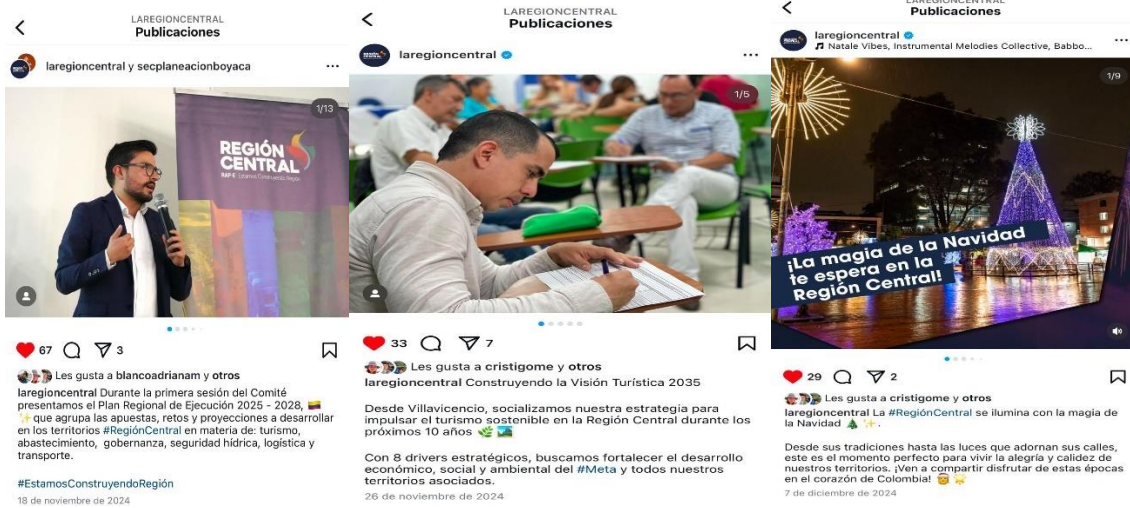 LAREGIONCENTRAL
Publicaciones
laregioncentral y secplaneacionboyaca
1/13
REGIÓN
CENTRAL
67
3
Les gusta a blancoadrianam y otros
laregioncentral Durante la primera sesión del Comité
presentamos el Plan Regional de Ejecución 2025 - 2028,
que agrupa las apuestas, retos y proyecciones a desarrollar
en los territorios #RegiónCentral en materia de: turismo,
abastecimiento, gobernanza, seguridad hídrica, logística y
transporte.
#EstamosConstruyendoRegión
18 de noviembre de 2024
LAREGIONCENTRAL
Publicaciones
laregioncentral
1/5
33
7
Les gusta a cristigome y otros
laregioncentral Construyendo la Visión Turística 2035
Desde Villavicencio, socializamos nuestra estrategia para
impulsar el turismo sostenible en la Región Central durante los
próximos 10 años
Con 8 drivers estratégicos, buscamos fortalecer el desarrollo
económico, social y ambiental del #Meta y todos nuestros
territorios asociados.
26 de noviembre de 2024
LAREGIONCENTRAL
Publicaciones
laregioncentral
Natale Vibes, Instrumental Melodies Collective, Babbo...
1/9
¡La magia de la Navidad
te espera en la
Región Central!
29
2
Les gusta a cristigome y otros
laregioncentral La #RegiónCentral se ilumina con la magia de
la Navidad
Desde sus tradiciones hasta las luces que adornan sus calles,
este es el momento perfecto para vivir la alegría y calidez de
nuestros territorios. ¡Ven a compartir disfrutar de estas épocas
en el corazón de Colombia!
7 de diciembre de 2024